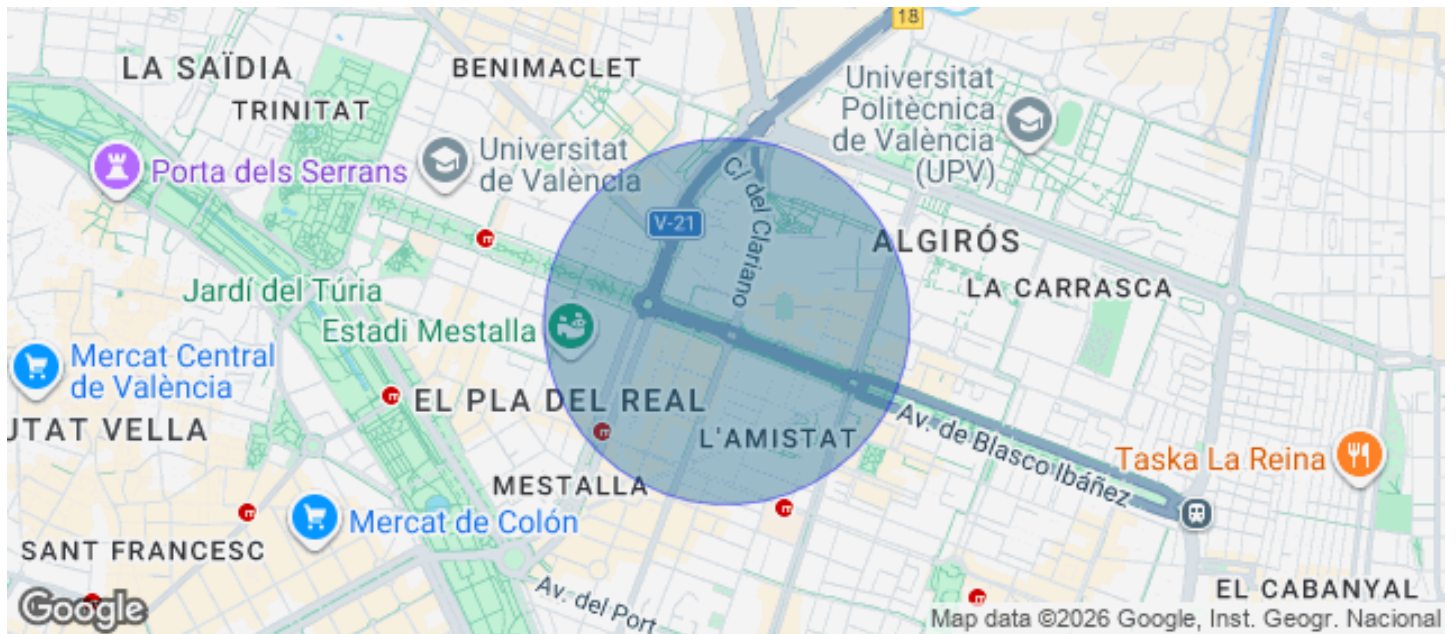 18
LA SAÏDIA
BENIMACLET
TRINITAT
Universitat
Politècnica
de València
(UPV)
Universitat
de València
Porta dels Serrans
C/ del Clariano
V-21
ALGIRÓS
LA CARRASCA
Jardí del Túria
Estadi Mestalla
Mercat Central
de València
EL PLA DEL REAL
UTAT VELLA
L'AMISTAT
Av. de Blasco Ibáñez
Taska La Reina
MESTALLA
Mercat de Colón
SANT FRANCESC
Av. del Port
EL CABANYAL
Google
Map data ©2026 Google, Inst. Geogr. Nacional